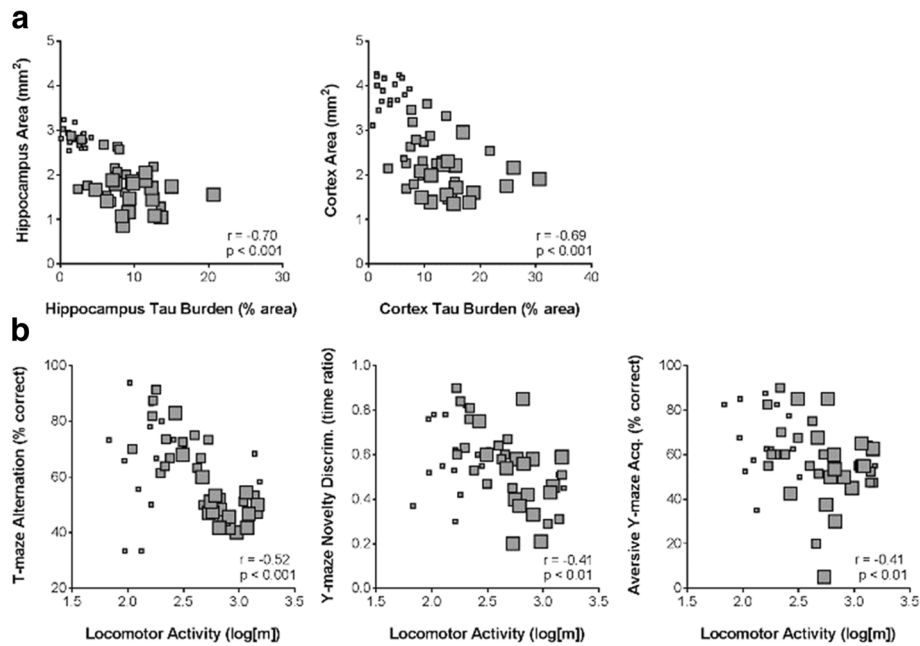 a
5
4
3
2
1
0
0
10
20
30
Hippocampus Area (mm²)
Hippocampus Tau Burden (% area)
r = -0.70
p < 0.001
5
4
3
2
1
0
0
10
20
30
40
Cortex Area (mm²)
Cortex Tau Burden (% area)
r = -0.69
p < 0.001
b
100
80
60
40
20
1.5
2.0
2.5
3.0
3.5
T-maze Alternation (% correct)
Locomotor Activity (log[m])
r = -0.52
p < 0.001
1.0
0.8
0.6
0.4
0.2
0.0
1.5
2.0
2.5
3.0
3.5
Y-maze Novelty Discrim. (time ratio)
Locomotor Activity (log[m])
r = -0.41
p < 0.01
100
80
60
40
20
0
1.5
2.0
2.5
3.0
3.5
Aversive Y-maze Acq. (% correct)
Locomotor Activity (log[m])
r = -0.41
p < 0.01